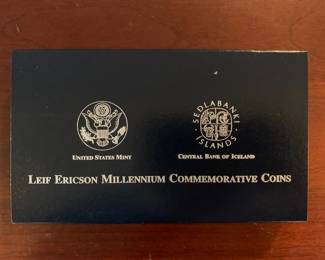 SEÐLABANKI
ÍSLANDS
UNITED STATES MINT
CENTRAL BANK OF ICELAND
LEIF ERICSON MILLENNIUM COMMEMORATIVE COINS